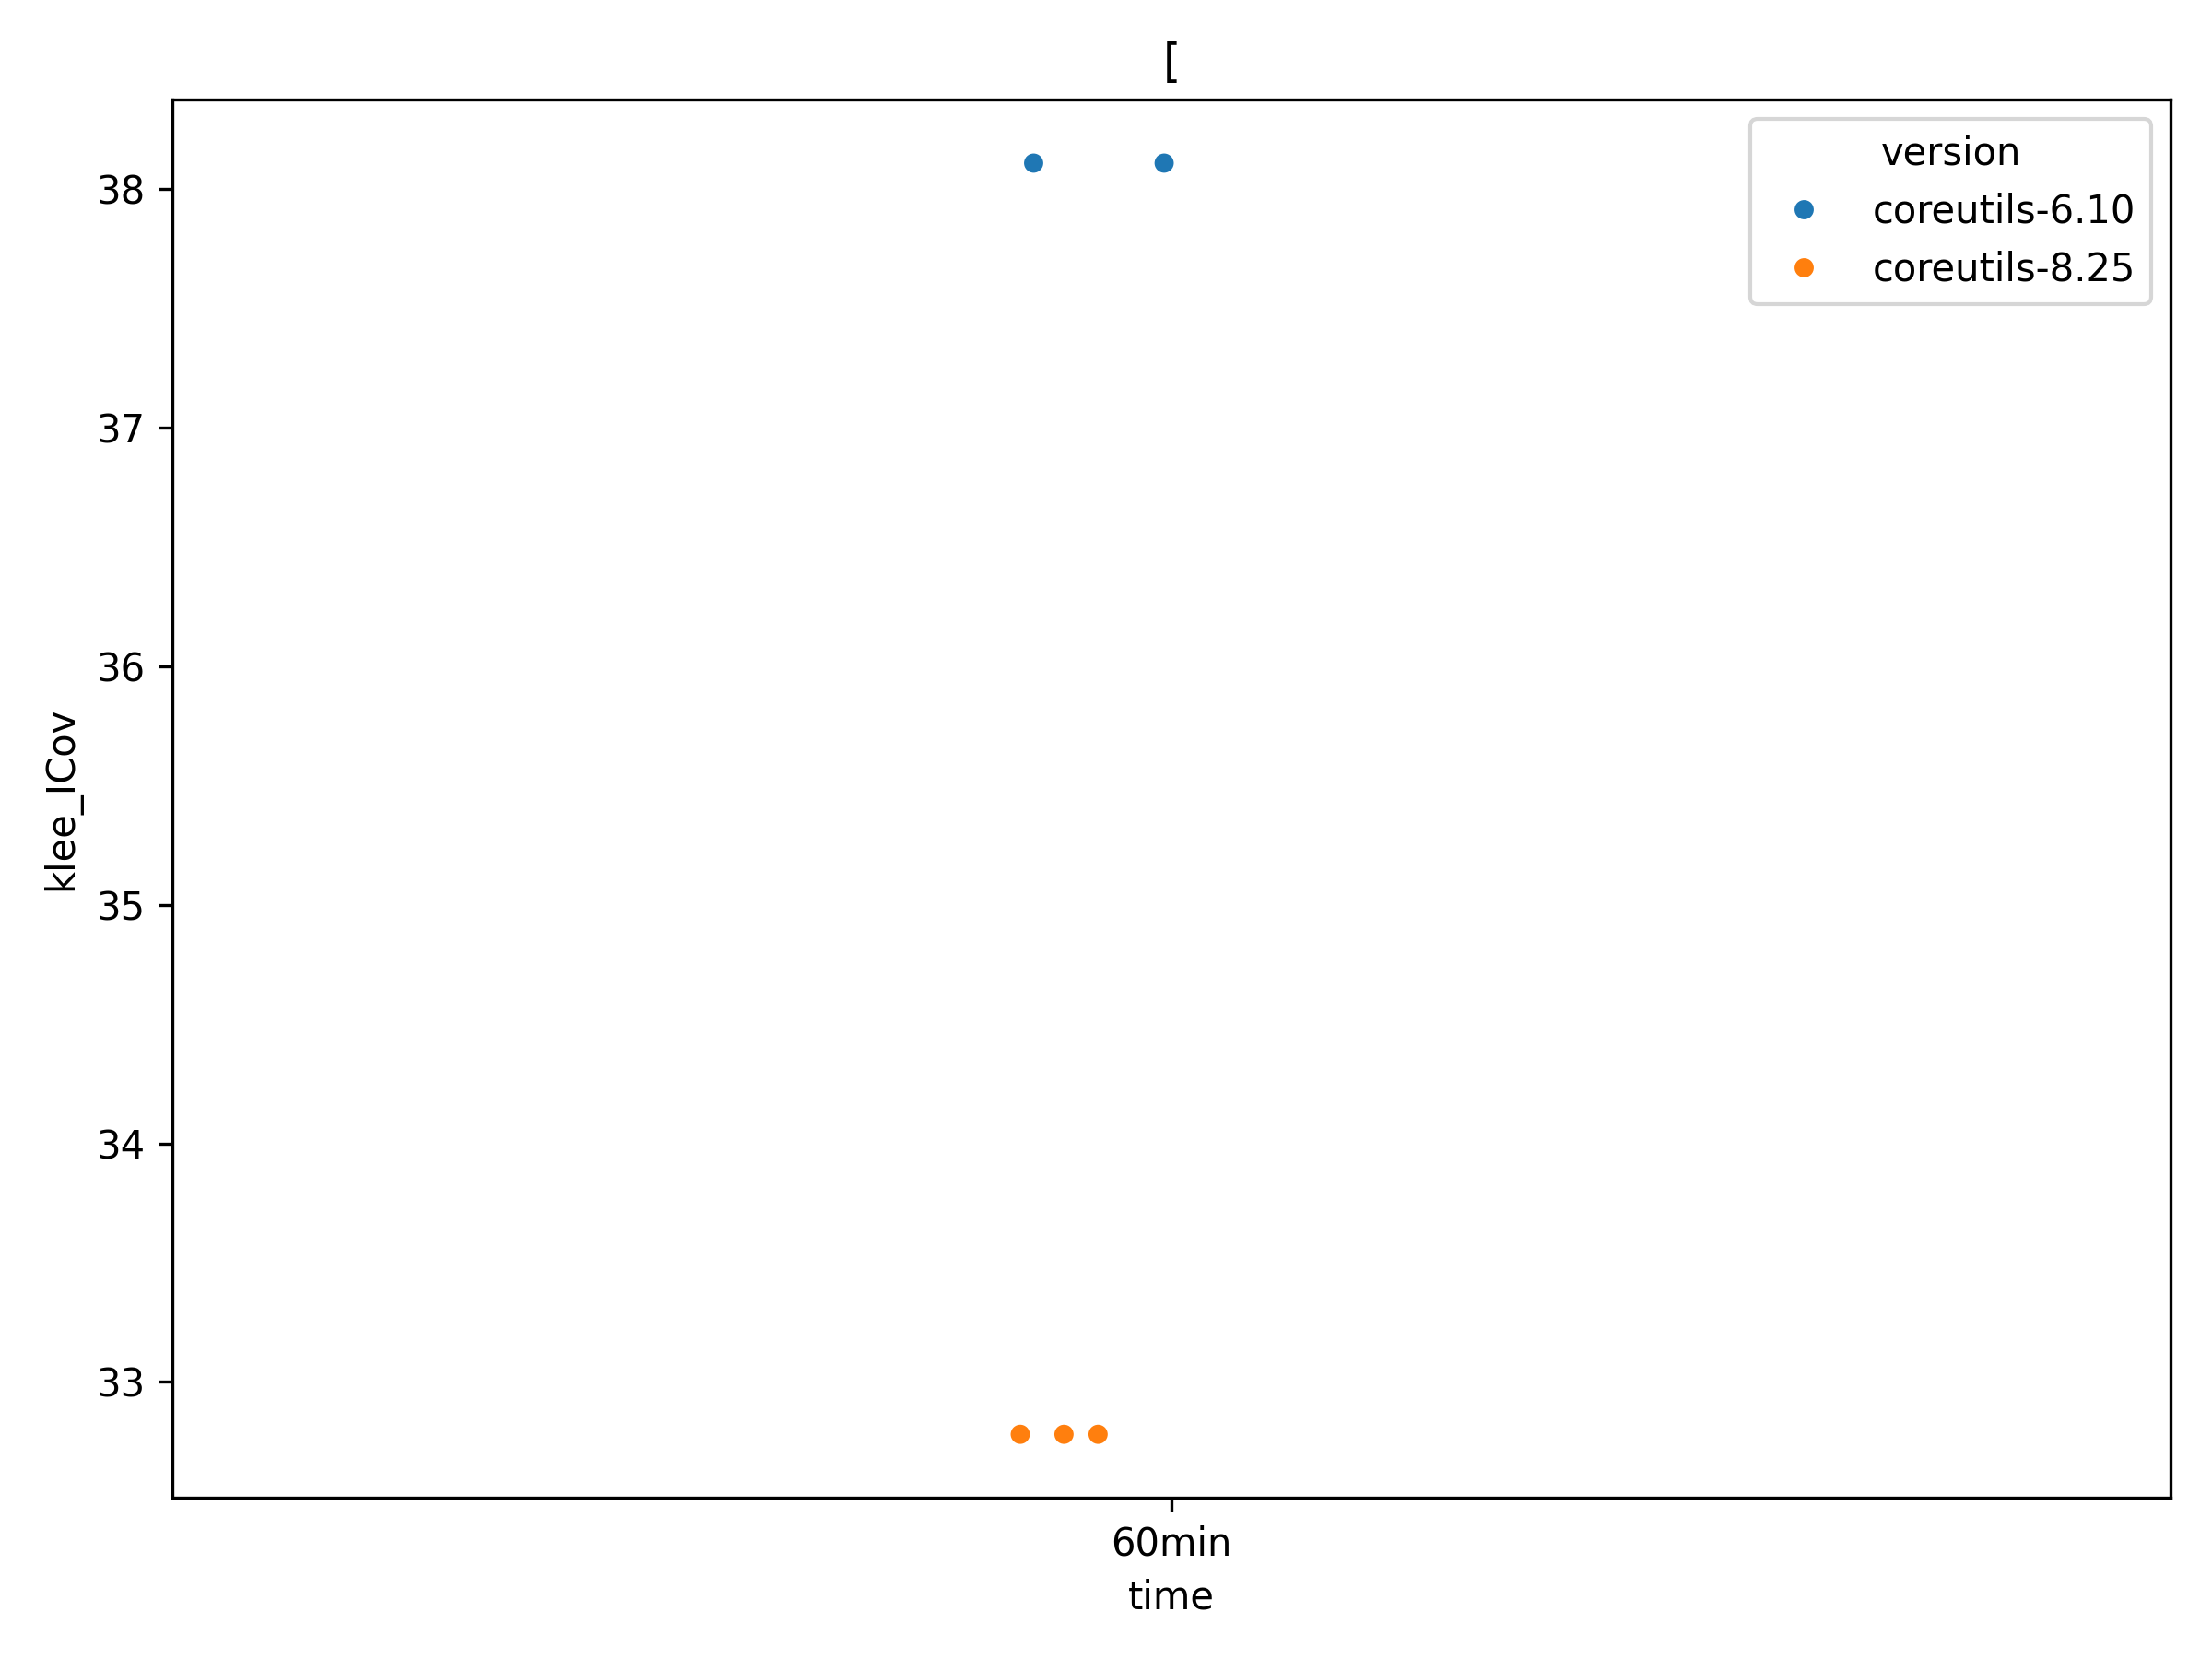 [
version
coreutils-6.10
coreutils-8.25
38
37
36
35
34
33
klee_ICov
60min
time